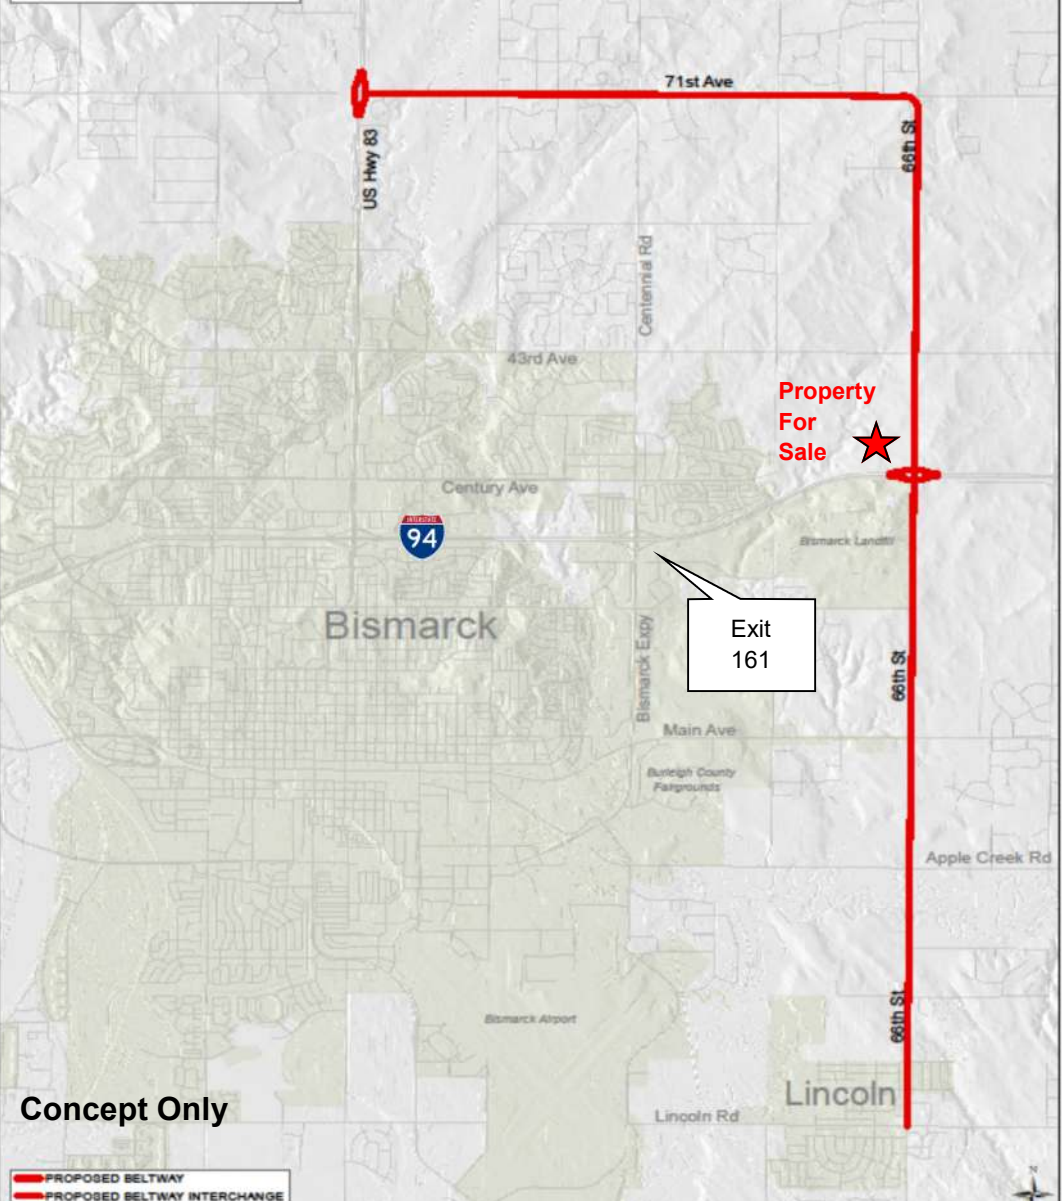 71st Ave
66th St
US Hwy 83
Centennial Rd
43rd Ave
Property
For
Sale
Century Ave
INTERSTATE
94
Bismarck Landfill
Bismarck
Exit
161
Bismarck Expy
66th St
Main Ave
Burleigh County
Fairgrounds
Apple Creek Rd
66th St
Bismarck Airport
Lincoln
Concept Only
Lincoln Rd
PROPOSED BELTWAY
PROPOSED BELTWAY INTERCHANGE
N